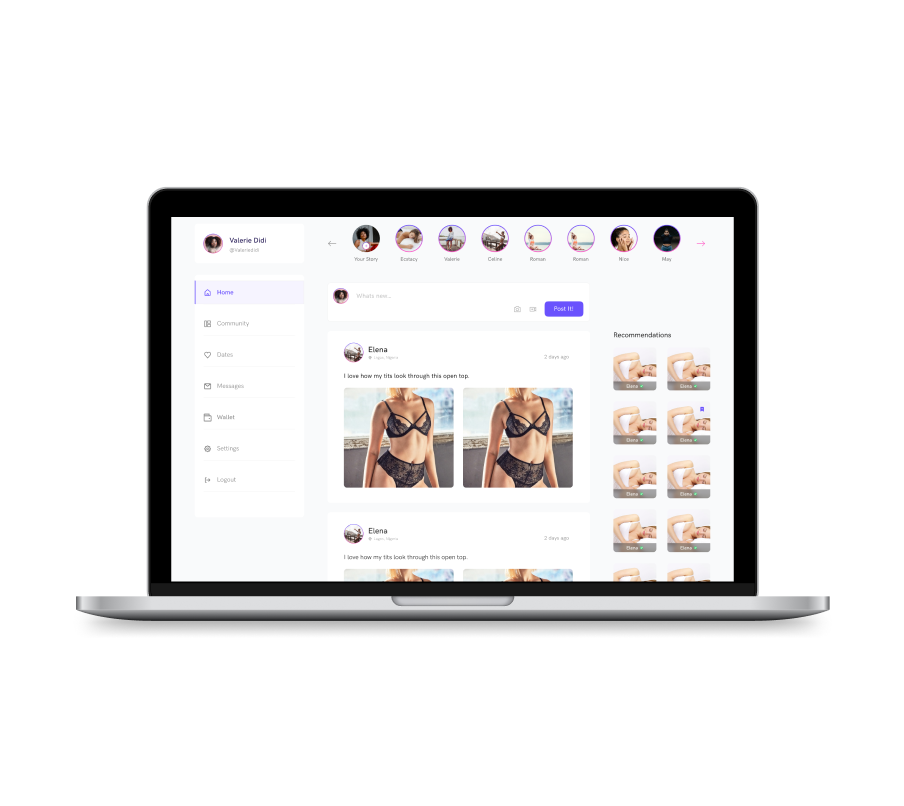 Valerie Didi
@Valeriedidi
Your Story
Ecstacy
Valerie
Celine
Roman
Roman
Nico
May
Home
Community
Dates
Messages
Wallet
Settings
Logout
Whats new...
Post It!
Elena
Lagos, Nigeria
2 days ago
I love how my tits look through this open top.
Elena
Lagos, Nigeria
2 days ago
I love how my tits look through this open top.
Recommendations
Elena
Elena
Elena
Elena
Elena
Elena
Elena
Elena